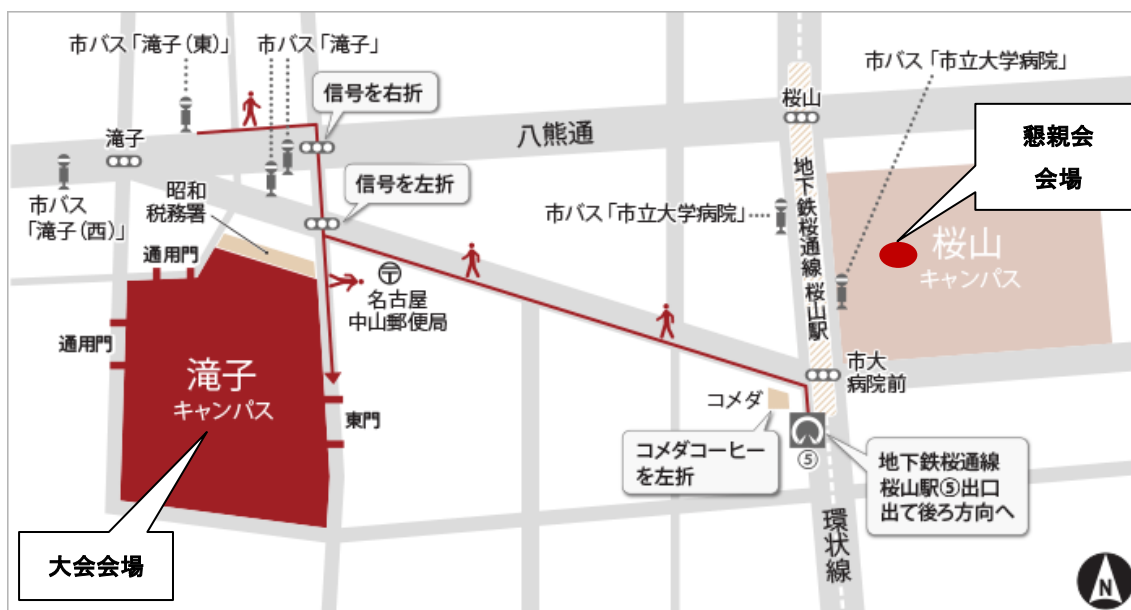 市バス「滝子(東)」
市バス「滝子」
市バス「市立大学病院」
信号を右折
桜山
滝子
八熊通
懇親会
会場
信号を左折
昭和
税務署
市バス
「滝子(西)」
市バス「市立大学病院」
地下鉄桜通線 桜山駅
桜山
キャンパス
通用門
〒
名古屋
中山郵便局
通用門
滝子
キャンパス
市大
病院前
コメダ
東門
⑤
コメダコーヒー
を左折
地下鉄桜通線
桜山駅⑤出口
出て後ろ方向へ
環状線
大会会場
N